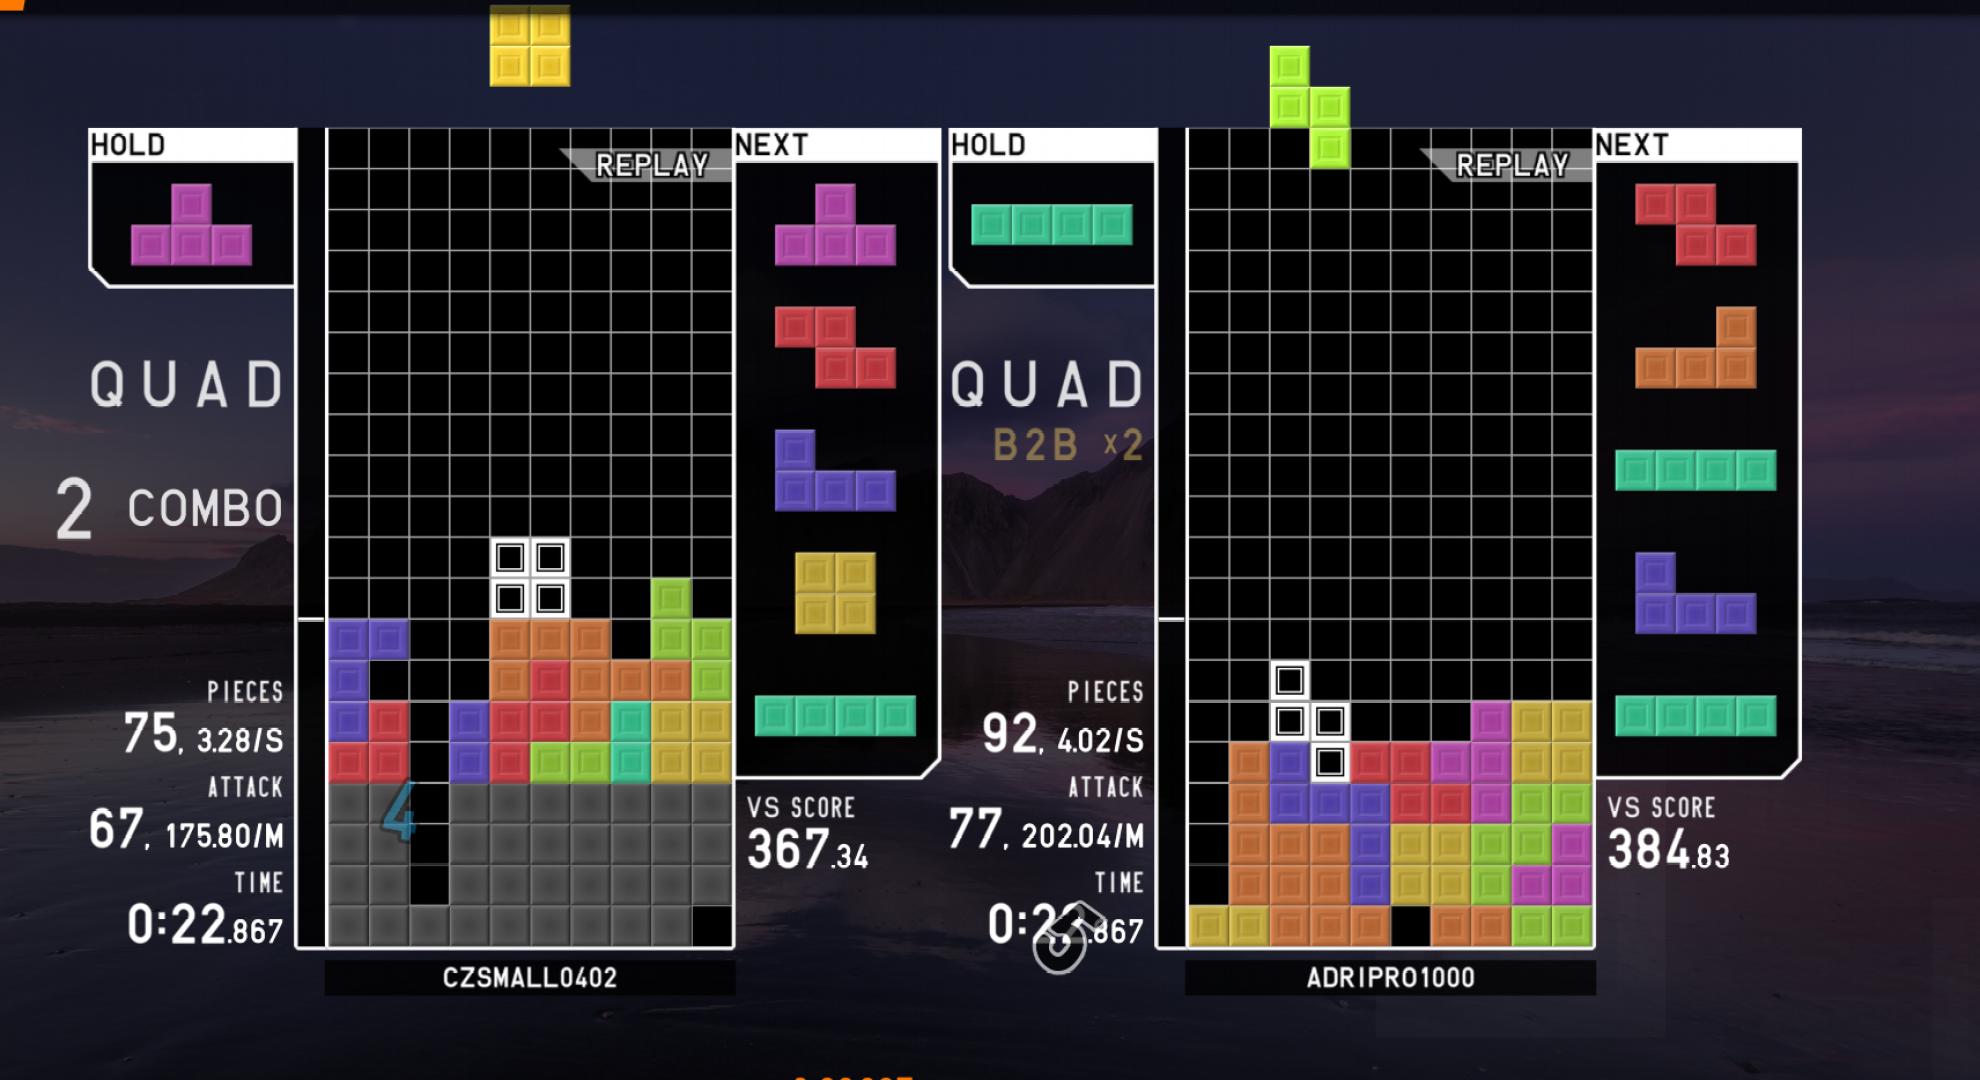 HOLD
REPLAY
NEXT
QUAD
2 COMBO
PIECES
75, 3.28/S
ATTACK
67, 175.80/M
TIME
0:22.867
4
VS SCORE
367.34
CZSMALL0402
HOLD
REPLAY
NEXT
QUAD
B2B x2
PIECES
92, 4.02/S
ATTACK
77, 202.04/M
TIME
VS SCORE
384.83
ADRIPRO1000